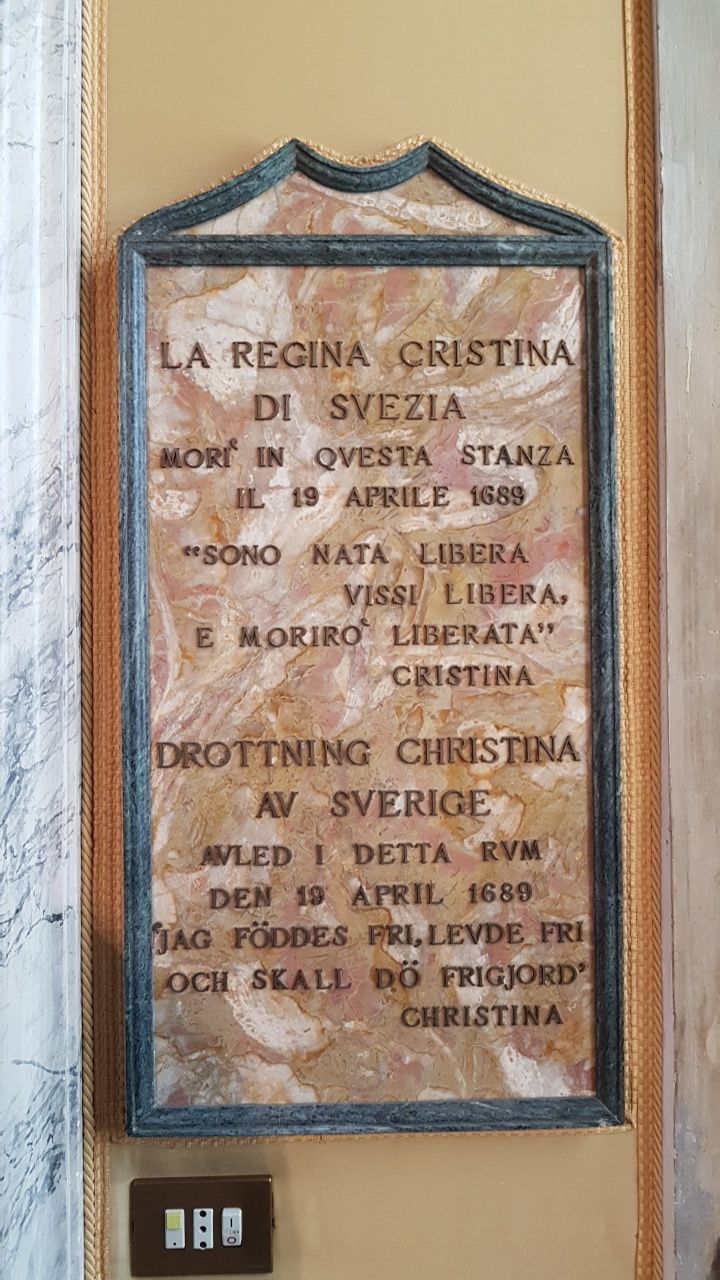 LA REGINA CRISTINA
DI SVEZIA
MORI` IN QVESTA STANZA
IL 19 APRILE 1689
“SONO NATA LIBERA
VISSI LIBERA,
E MORIRO` LIBERATA”
CRISTINA
DROTTNING CHRISTINA
AV SVERIGE
AVLED I DETTA RVM
DEN 19 APRIL 1689
‘JAG FÖDDES FRI, LEVDE FRI
OCH SKALL DÖ FRIGJORD’
CHRISTINA